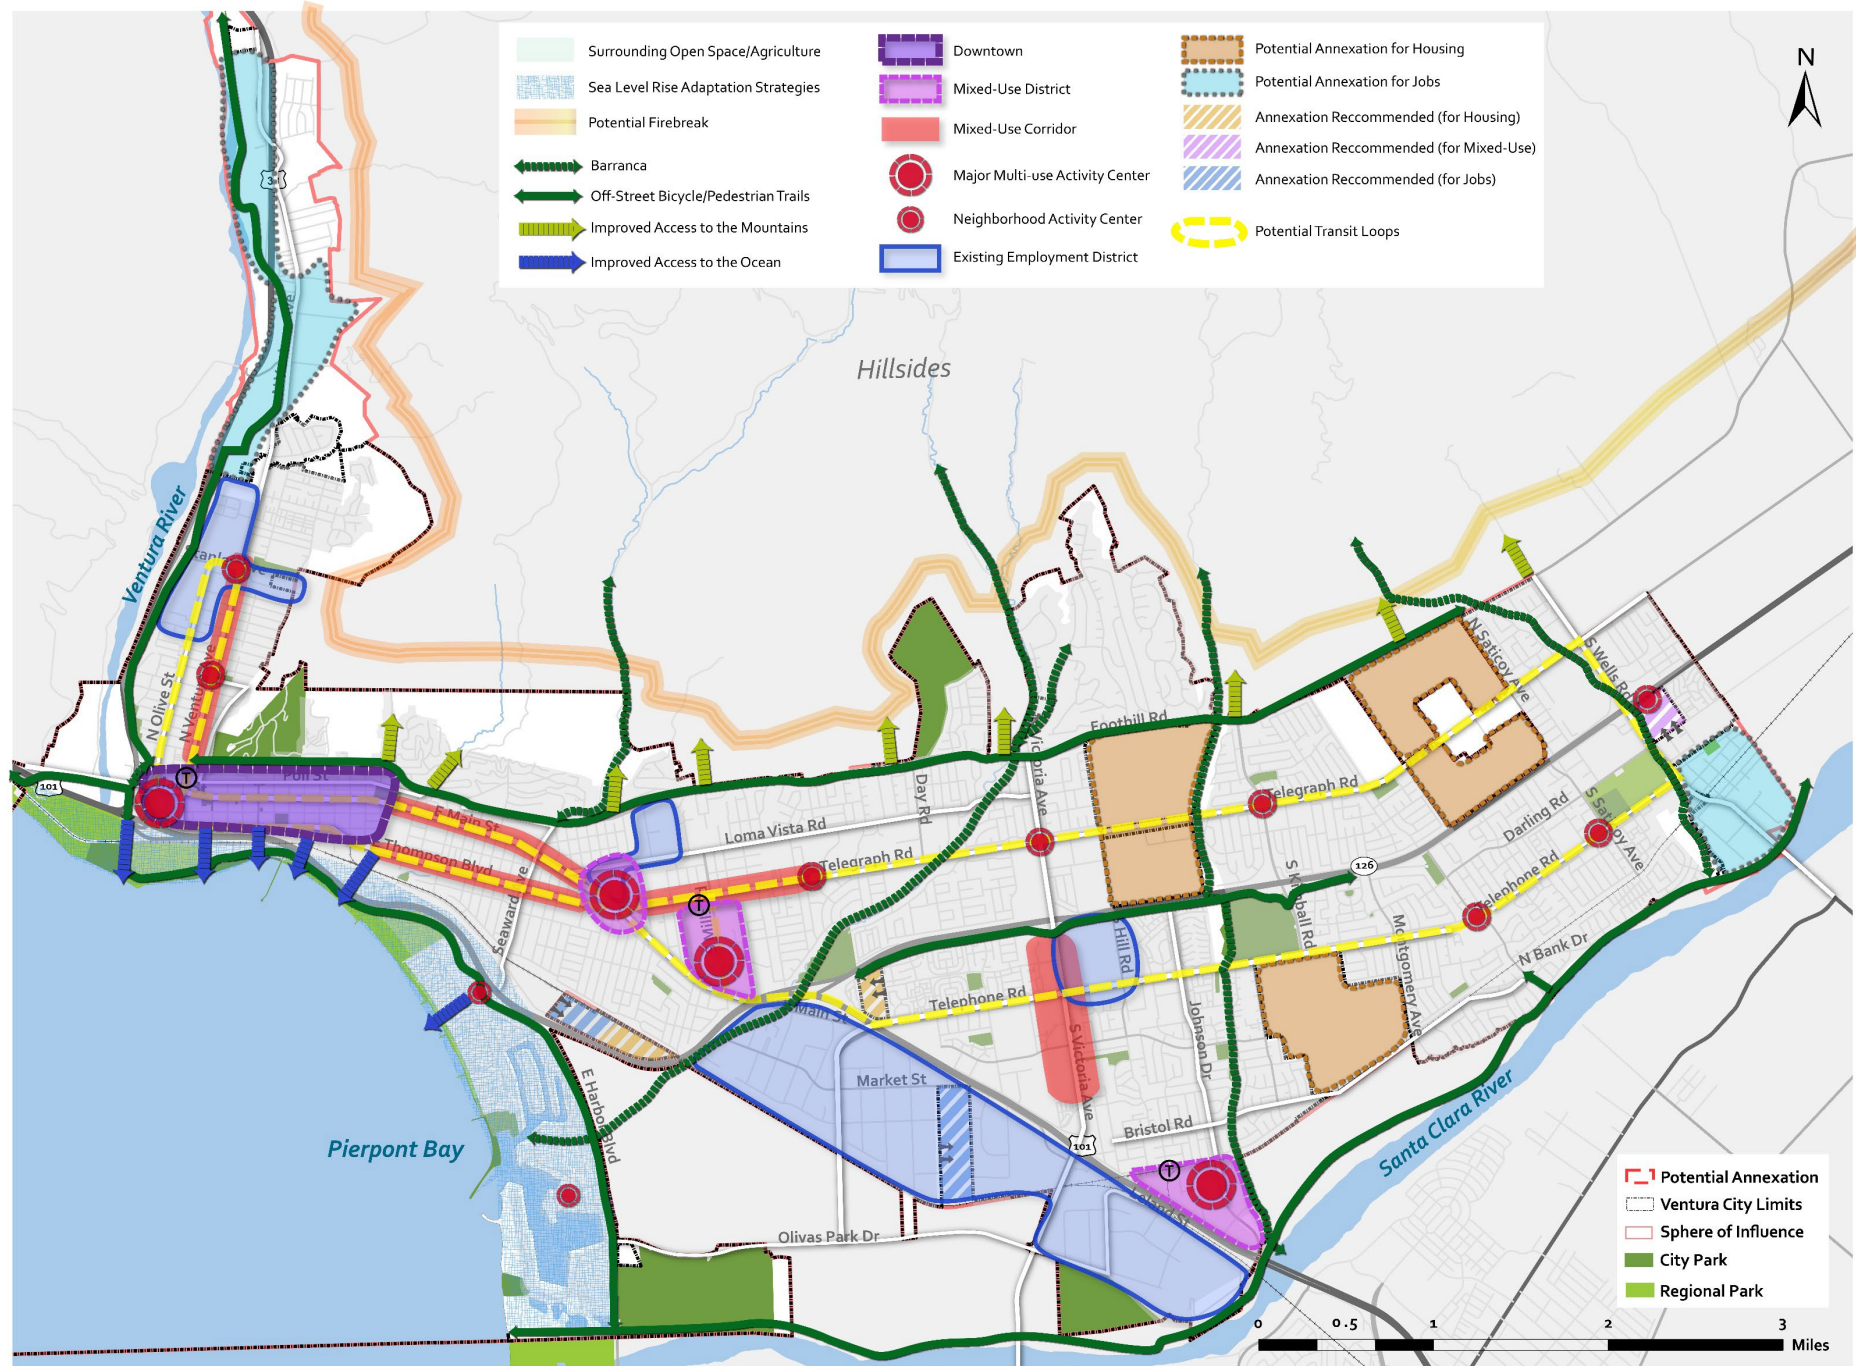 Surrounding Open Space/Agriculture
Sea Level Rise Adaptation Strategies
Potential Firebreak
Barranca
Off-Street Bicycle/Pedestrian Trails
Improved Access to the Mountains
Improved Access to the Ocean
Downtown
Mixed-Use District
Mixed-Use Corridor
Major Multi-use Activity Center
Neighborhood Activity Center
Existing Employment District
Potential Annexation for Housing
Potential Annexation for Jobs
Annexation Reccommended (for Housing)
Annexation Reccommended (for Mixed-Use)
Annexation Reccommended (for Jobs)
Potential Transit Loops
N
Hillsides
Ventura River
N Olive St
N Ventu
Poli St
101
T
E Main St
Thompson Blvd
Seaward Ave
Loma Vista Rd
Day Rd
Foothill Rd
Victoria Ave
Telegraph Rd
Telegraph Rd
N Saticoy Ave
S Wells Rd
Darling Rd
S Saticoy Ave
126
S Kimball Rd
Telephone Rd
Montgomery Ave
N Bank Dr
T
S Hill Rd
Telephone Rd
Main St
Johnson Dr
S Victoria Ave
Market St
E Harbor Blvd
Bristol Rd
101
T
Pierpont Bay
Santa Clara River
Olivas Park Dr
Potential Annexation
Ventura City Limits
Sphere of Influence
City Park
Regional Park
0 0.5 1 2 3
Miles